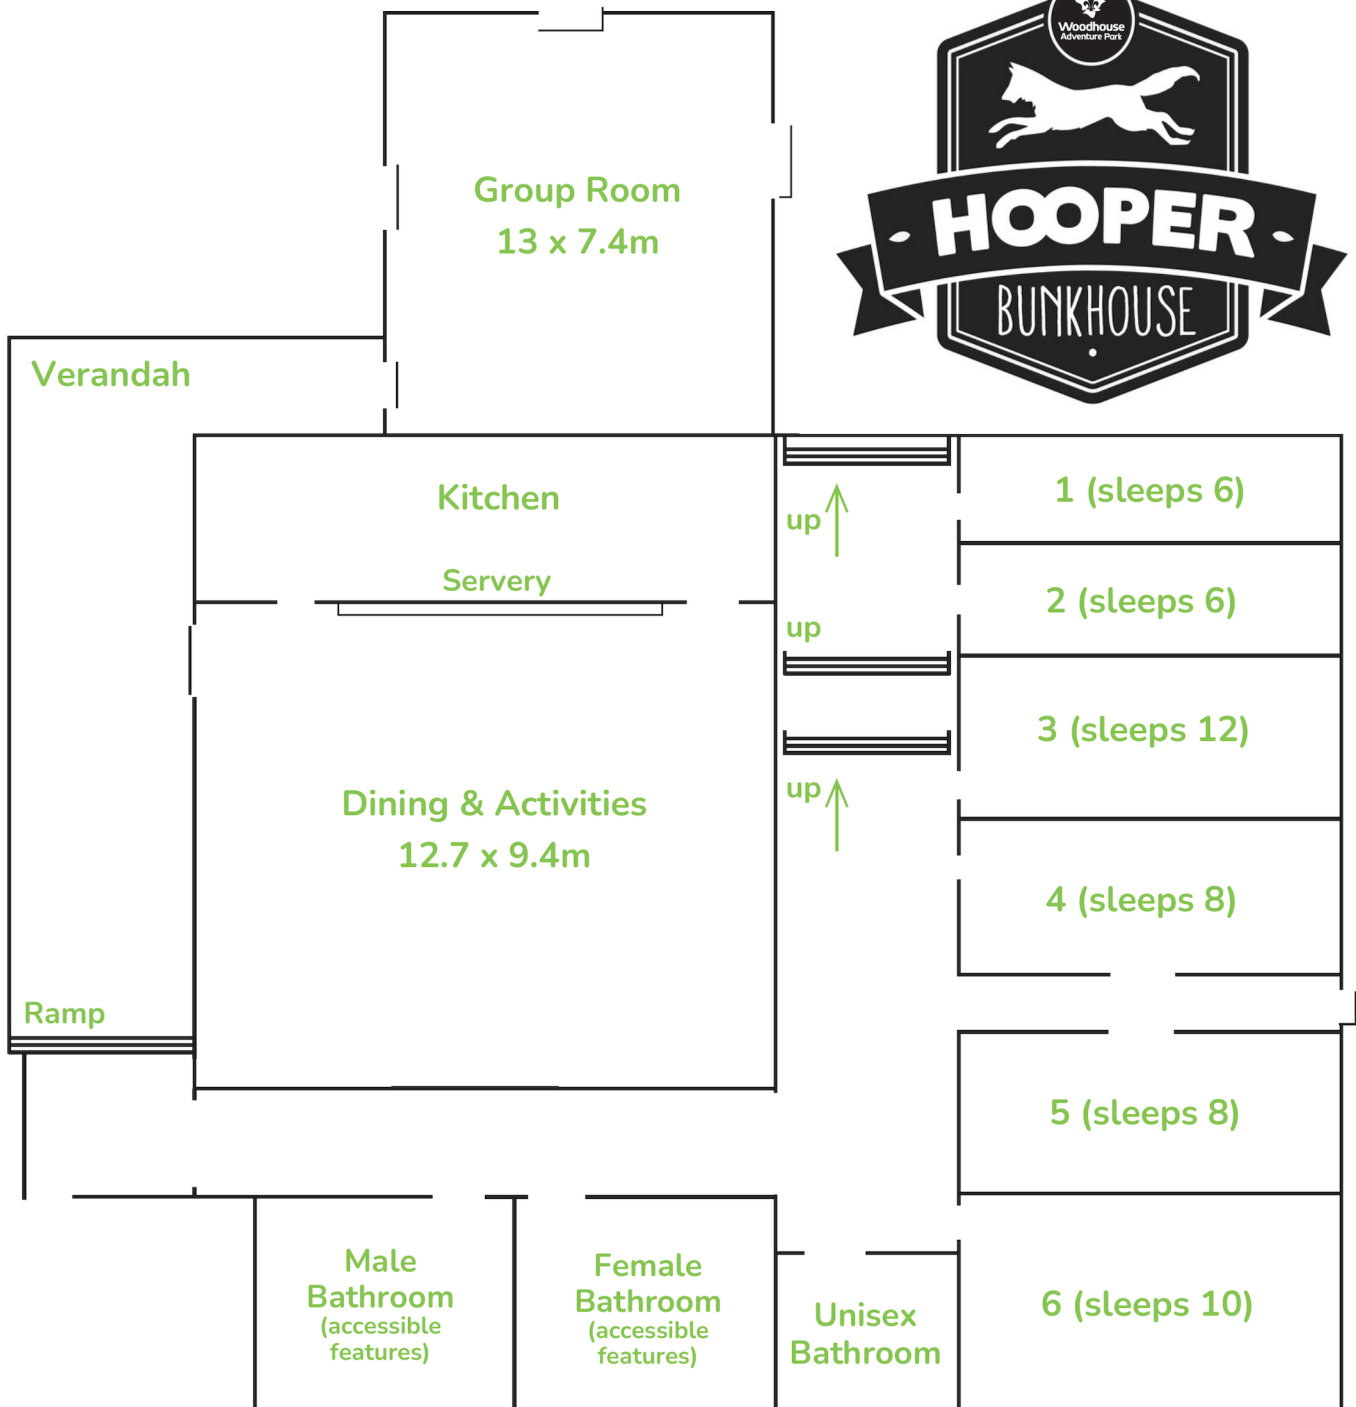 Woodhouse
Adventure Park
HOOPER
BUNKHOUSE
Group Room
13 x 7.4m
Verandah
Kitchen
Servery
up
up
up
1 (sleeps 6)
2 (sleeps 6)
3 (sleeps 12)
4 (sleeps 8)
Dining & Activities
12.7 x 9.4m
Ramp
5 (sleeps 8)
6 (sleeps 10)
Male
Bathroom
(accessible
features)
Female
Bathroom
(accessible
features)
Unisex
Bathroom